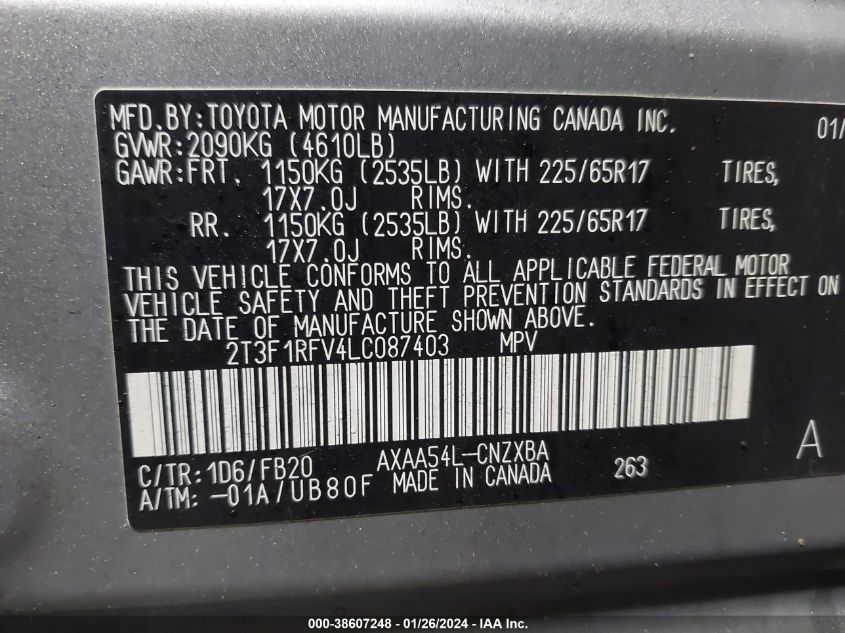 MFD.BY:TOYOTA MOTOR MANUFACTURING CANADA INC. 01/
GVWR:2090KG (4610LB)
GAWR:FRT. 1150KG (2535LB) WITH 225/65R17 TIRES,
17X7.0J RIMS.
RR. 1150KG (2535LB) WITH 225/65R17 TIRES,
17X7.0J RIMS.
THIS VEHICLE CONFORMS TO ALL APPLICABLE FEDERAL MOTOR
VEHICLE SAFETY AND THEFT PREVENTION STANDARDS IN EFFECT ON
THE DATE OF MANUFACTURE SHOWN ABOVE.
2T3F1RFV4LC087403 MPV
C/TR:1D6/FB20 AXAA54L-CNZXBA A
A/TM:-01A/UB80F MADE IN CANADA 263
000-38607248 - 01/26/2024 - IAA Inc.